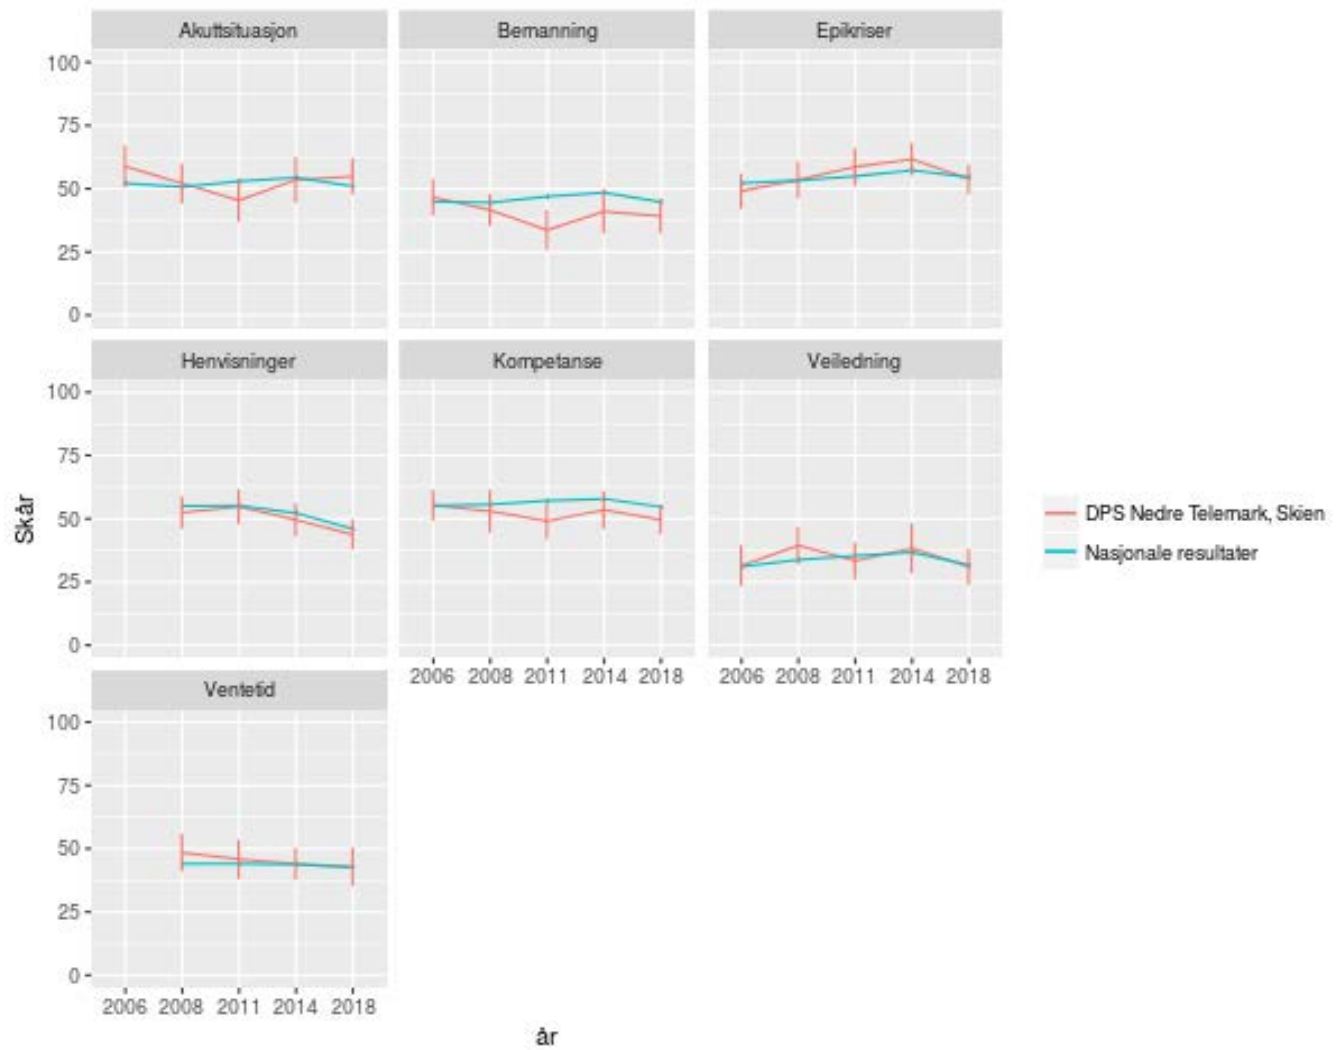 Akuttsituasjon Bemanning Epikriser
100
75
50
25
0
Henvisninger Kompetanse Veiledning
100
75
50
25
0
2006 2008 2011 2014 2018 2006 2008 2011 2014 2018
Ventetid
100
75
50
25
0
2006 2008 2011 2014 2018
år
Skår
DPS Nedre Telemark, Skien
Nasjonale resultater